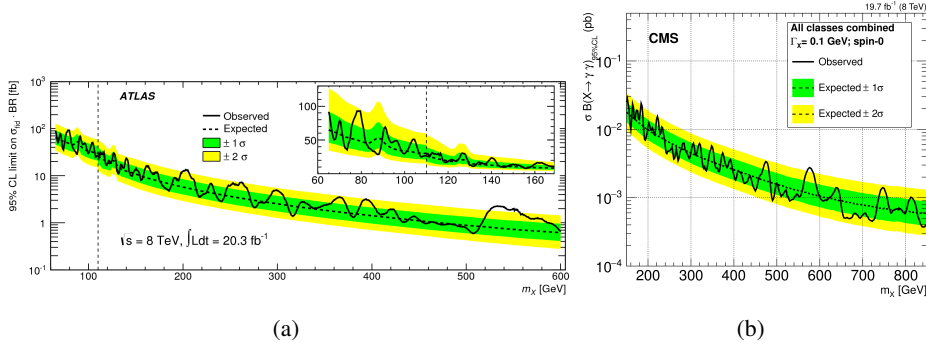 ATLAS
95% CL limit on σfid · BR [fb]
10³
10²
10
1
10⁻¹
Observed
Expected
± 1 σ
± 2 σ
√s = 8 TeV, ∫Ldt = 20.3 fb⁻¹
100 200 300 400 500 600
mX [GeV]
100
50
60 80 100 120 140 160
(a)
19.7 fb⁻¹ (8 TeV)
CMS
σ B(X→ γ γ)95%CL (pb)
All classes combined
ΓX= 0.1 GeV; spin-0
Observed
Expected ± 1σ
Expected ± 2σ
10⁻¹
10⁻²
10⁻³
10⁻⁴
200 300 400 500 600 700 800
mX [GeV]
(b)